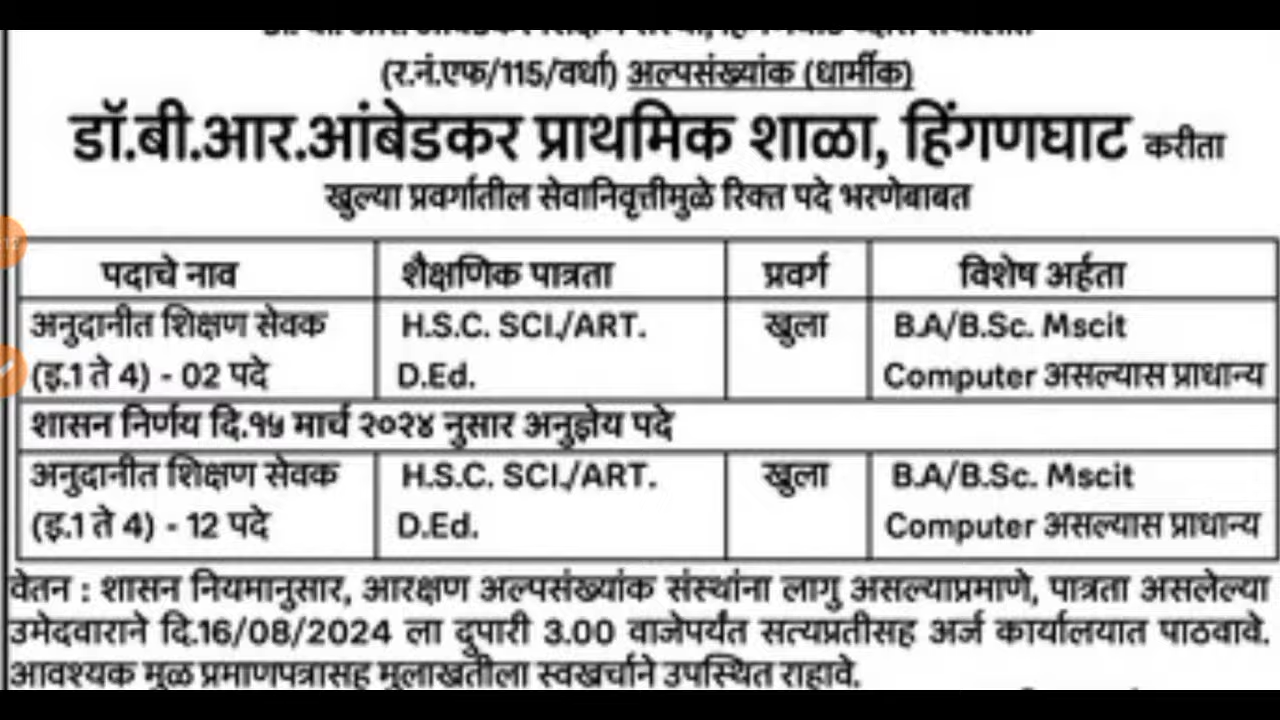 (र.नं.एफ/115/वर्धा) अल्पसंख्यांक (धार्मीक)
डॉ.बी.आर.आंबेडकर प्राथमिक शाळा, हिंगणघाट करीता
खुल्या प्रवर्गातील सेवानिवृत्तीमुळे रिक्त पदे भरणेबाबत
पदाचे नाव शैक्षणिक पात्रता प्रवर्ग विशेष अर्हता
अनुदानीत शिक्षण सेवक H.S.C. SCI./ART. खुला B.A/B.Sc. Mscit
(इ.1 ते 4) - 02 पदे D.Ed. Computer असल्यास प्राधान्य
शासन निर्णय दि.१५ मार्च २०२४ नुसार अनुज्ञेय पदे
अनुदानीत शिक्षण सेवक H.S.C. SCI./ART. खुला B.A/B.Sc. Mscit
(इ.1 ते 4) - 12 पदे D.Ed. Computer असल्यास प्राधान्य
वेतन : शासन नियमानुसार, आरक्षण अल्पसंख्यांक संस्थांना लागु असल्याप्रमाणे, पात्रता असलेल्या
उमेदवाराने दि.16/08/2024 ला दुपारी 3.00 वाजेपर्यंत सत्यप्रतीसह अर्ज कार्यालयात पाठवावे.
आवश्यक मुळ प्रमाणपत्रासह मुलाखतीला स्वखर्चाने उपस्थित राहावे.